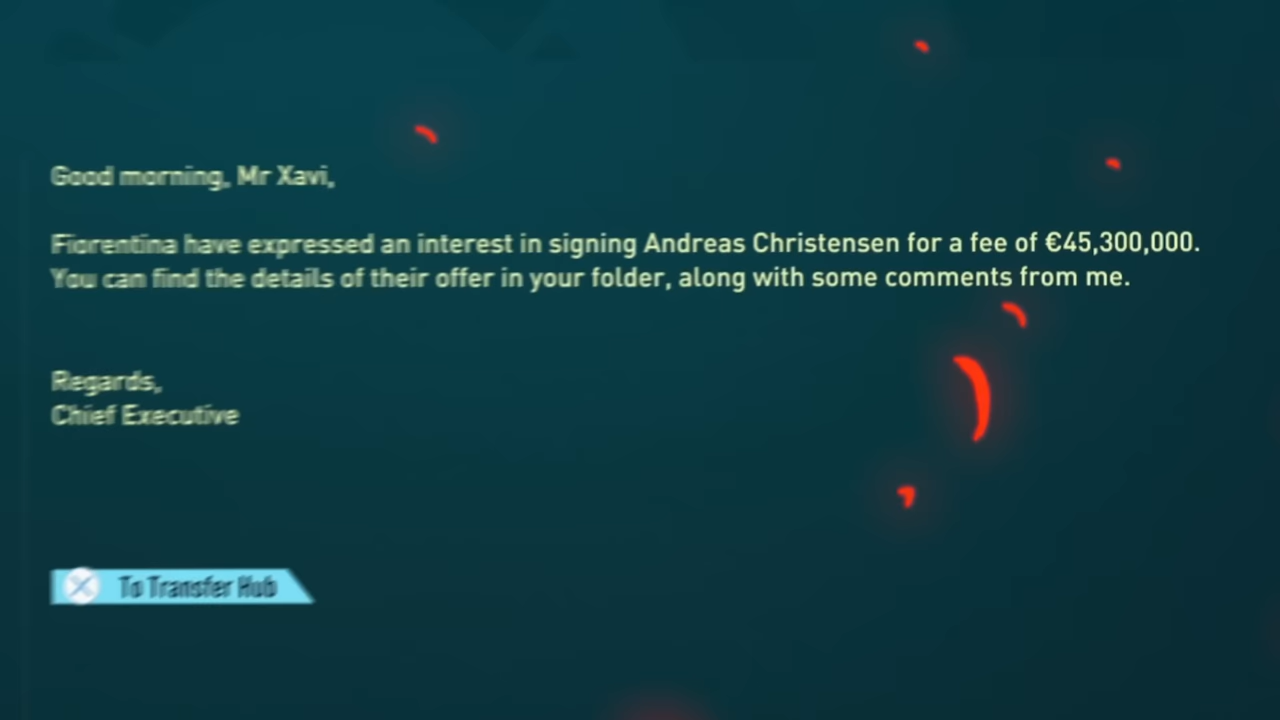 Good morning, Mr Xavi,
Fiorentina have expressed an interest in signing Andreas Christensen for a fee of €45,300,000.
You can find the details of their offer in your folder, along with some comments from me.
Regards,
Chief Executive
To Transfer Hub